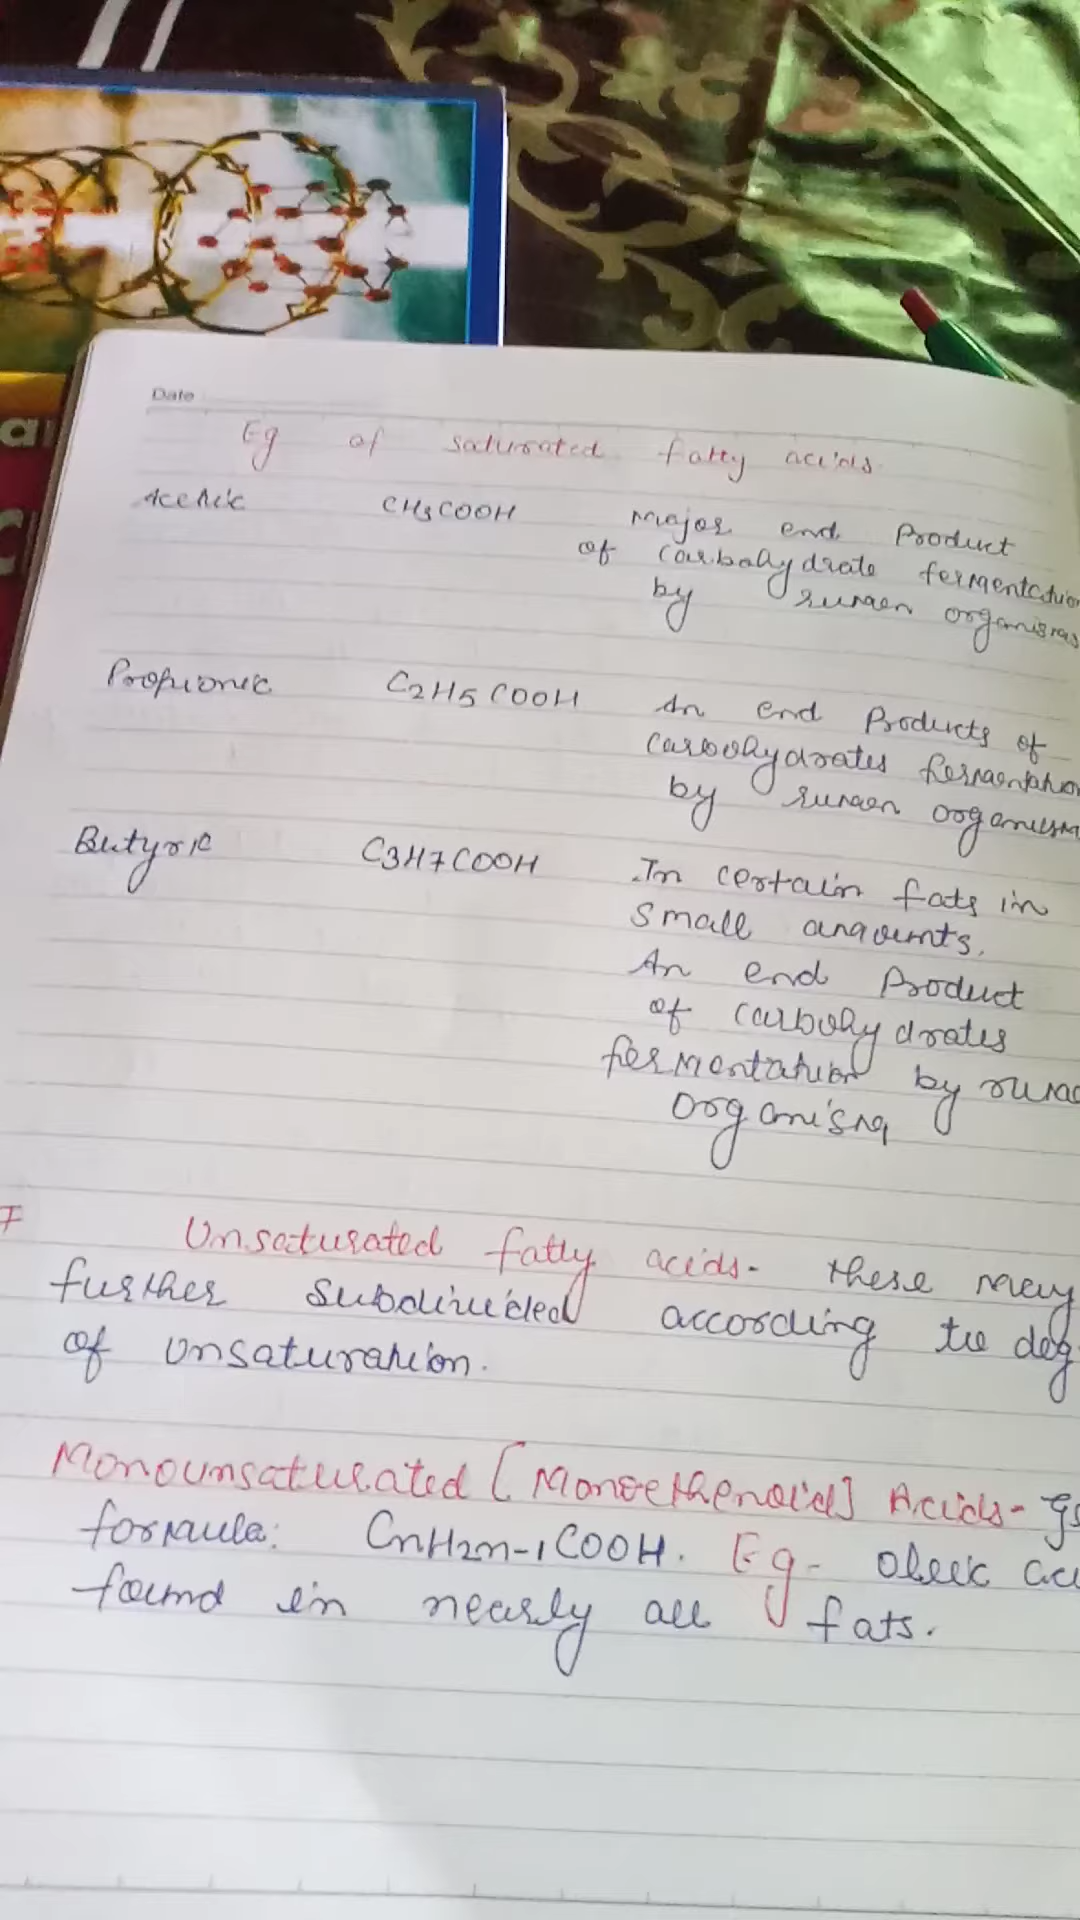 Date
Eg of saturated fatty acids.
Acetic CH3COOH Major end Product
of carbohydrate fermentation
by rumen organisms
Propionic C2H5COOH An end Products of
carbohydrates fermentation
by rumen organism
Butyric C3H7COOH In certain fats in
small amounts.
An end Product
of carbohydrates
fermentation by
organism
Unsaturated fatty acids- these may
further subdivided according to deg
of unsaturation.
Monounsaturated [Monoethenoid] Acids-
formula: CnH2n-1COOH. Eg- oleic
found in nearly all fats.